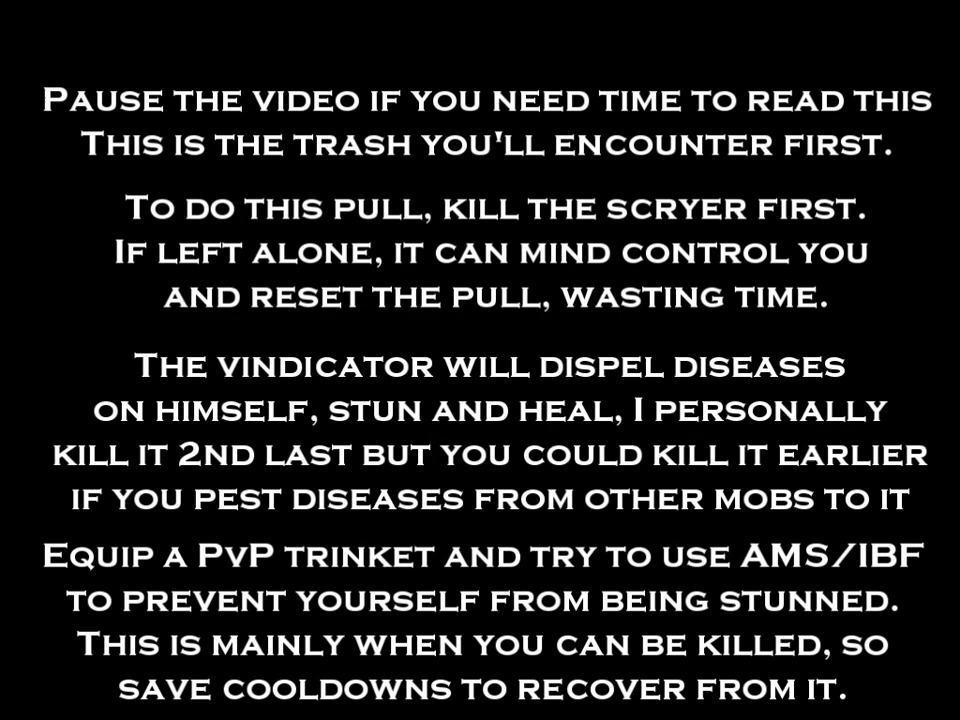 Pause the video if you need time to read this
This is the trash you'll encounter first.
To do this pull, kill the scryer first.
If left alone, it can mind control you
and reset the pull, wasting time.
The vindicator will dispel diseases
on himself, stun and heal, I personally
kill it 2nd last but you could kill it earlier
if you pest diseases from other mobs to it
Equip a PvP trinket and try to use AMS/IBF
to prevent yourself from being stunned.
This is mainly when you can be killed, so
save cooldowns to recover from it.